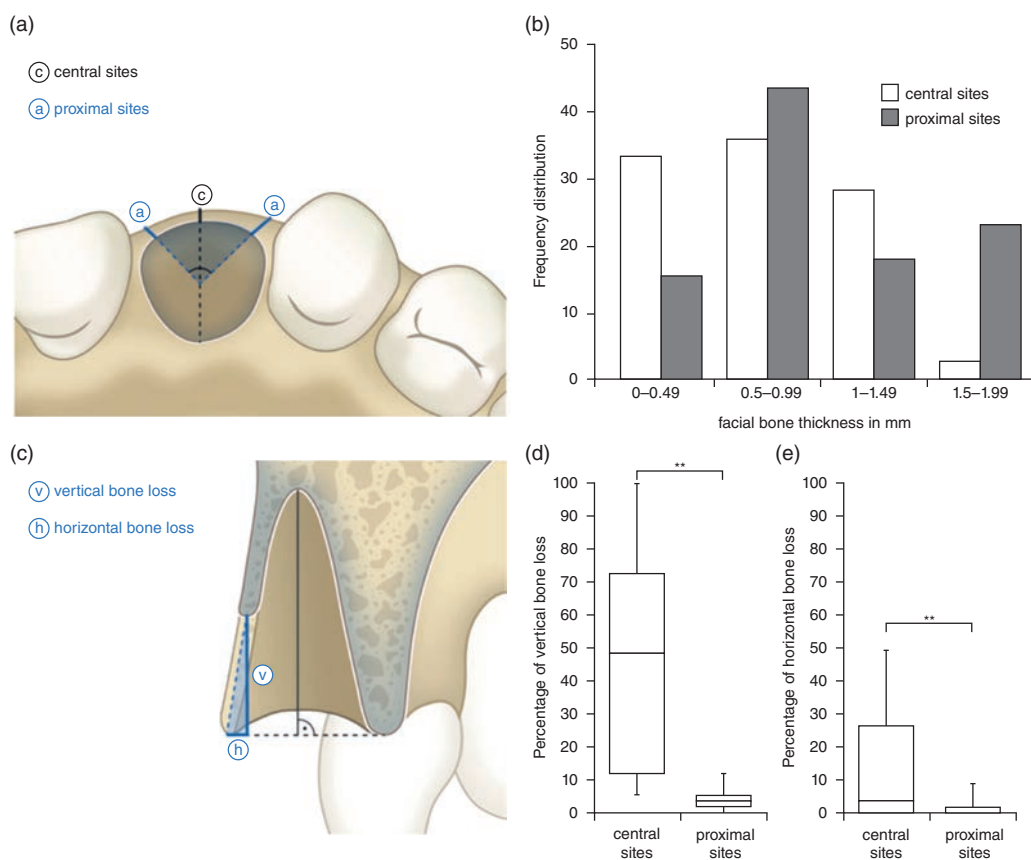 (a)
c central sites
a proximal sites
c
a
a
(b)
50
40
30
20
10
0
Frequency distribution
central sites
proximal sites
0–0.49
0.5–0.99
1–1.49
1.5–1.99
facial bone thickness in mm
(c)
v vertical bone loss
h horizontal bone loss
v
h
(d)
**
100
90
80
70
60
50
40
30
20
10
0
Percentage of vertical bone loss
central
sites
proximal
sites
(e)
**
100
90
80
70
60
50
40
30
20
10
0
Percentage of horizontal bone loss
central
sites
proximal
sites